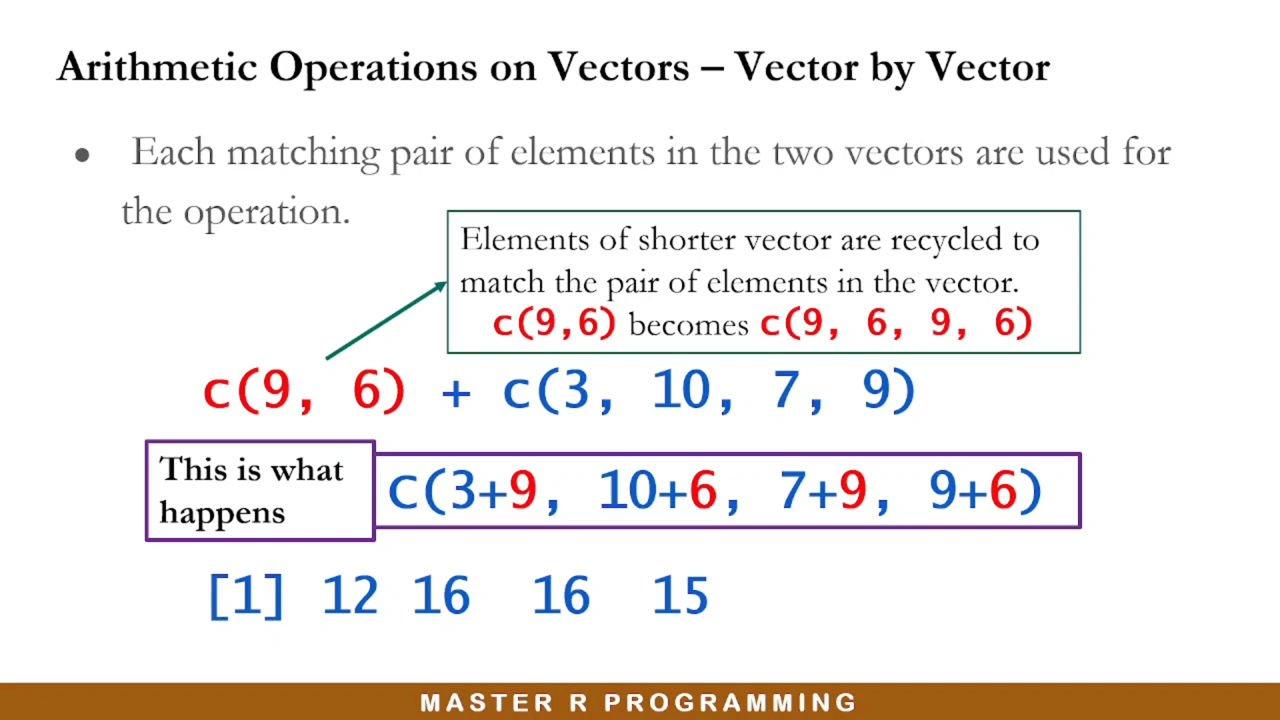 Arithmetic Operations on Vectors – Vector by Vector
● Each matching pair of elements in the two vectors are used for
the operation.
Elements of shorter vector are recycled to
match the pair of elements in the vector.
c(9,6) becomes c(9, 6, 9, 6)
c(9, 6) + c(3, 10, 7, 9)
This is what
happens
C(3+9, 10+6, 7+9, 9+6)
[1] 12 16 16 15
MASTER R PROGRAMMING